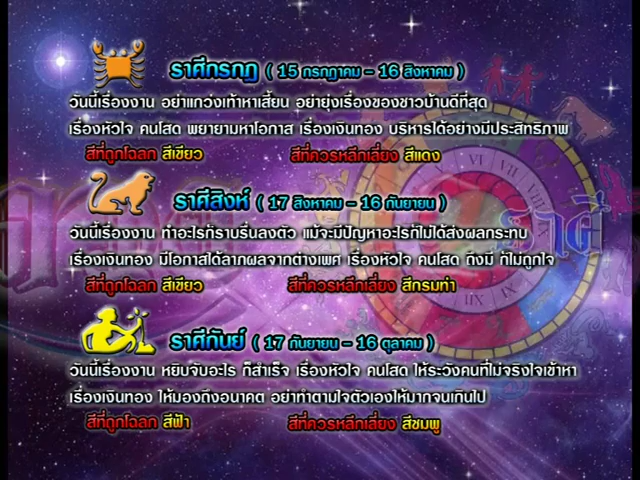 ราศีกรกฎ ( 15 กรกฎาคม - 16 สิงหาคม )
วันนี้เรื่องงาน อย่าแกวงเท้าหาเสี้ยน อย่ายุ่งเรื่องของชาวบ้านดีที่สุด
เรื่องหัวใจ คนโสด พยายามหาโอกาส เรื่องเงินทอง บริหารได้อย่างมีประสิทธิภาพ
สีที่ถูกโฉลก สีเขียว สีที่ควรหลีกเลี่ยง สีแดง
ราศีสิงห์ ( 17 สิงหาคม - 16 กันยายน )
วันนี้เรื่องงาน ทำอะไรก็ราบรื่นลงตัว แม้จะมีปัญหาอะไรก็ไม่ได้ส่งผลกระทบ
เรื่องเงินทอง มีโอกาสได้ลาภผลจากต่างเพศ เรื่องหัวใจ คนโสด ถึงมี ก็ไม่ถูกใจ
สีที่ถูกโฉลก สีเขียว สีที่ควรหลีกเลี่ยง สีกรมท่า
ราศีกันย์ ( 17 กันยายน - 16 ตุลาคม )
วันนี้เรื่องงาน หยิบจับอะไร ก็สำเร็จ เรื่องหัวใจ คนโสด ให้ระวังคนที่ไม่จริงใจเข้าหา
เรื่องเงินทอง ให้มองถึงอนาคต อย่าทำตามใจตัวเองให้มากจนเกินไป
สีที่ถูกโฉลก สีฟ้า สีที่ควรหลีกเลี่ยง สีชมพู